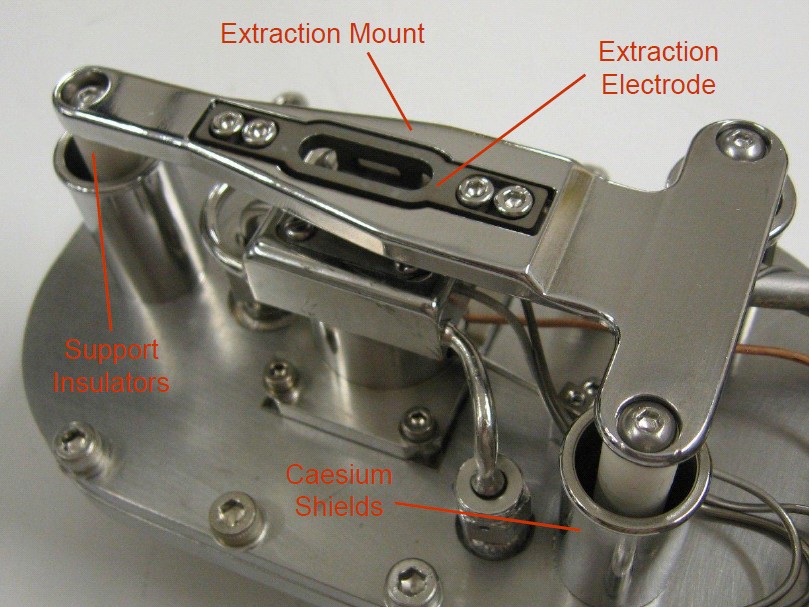 Extraction Mount
Extraction
Electrode
Support
Insulators
Caesium
Shields